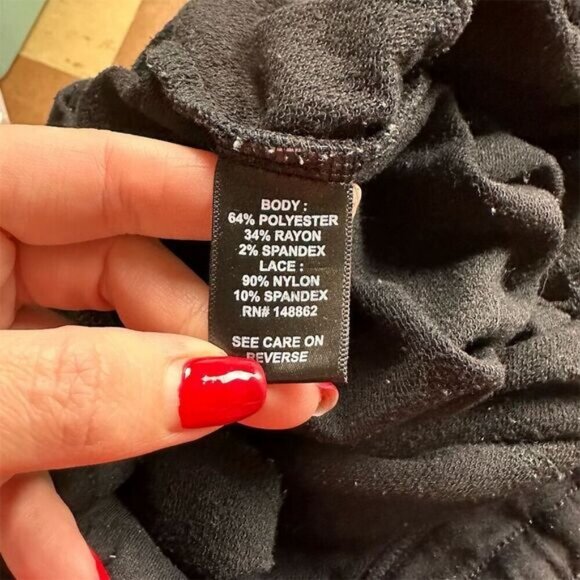 BODY :
64% POLYESTER
34% RAYON
2% SPANDEX
LACE :
90% NYLON
10% SPANDEX
RN# 148862
SEE CARE ON
REVERSE